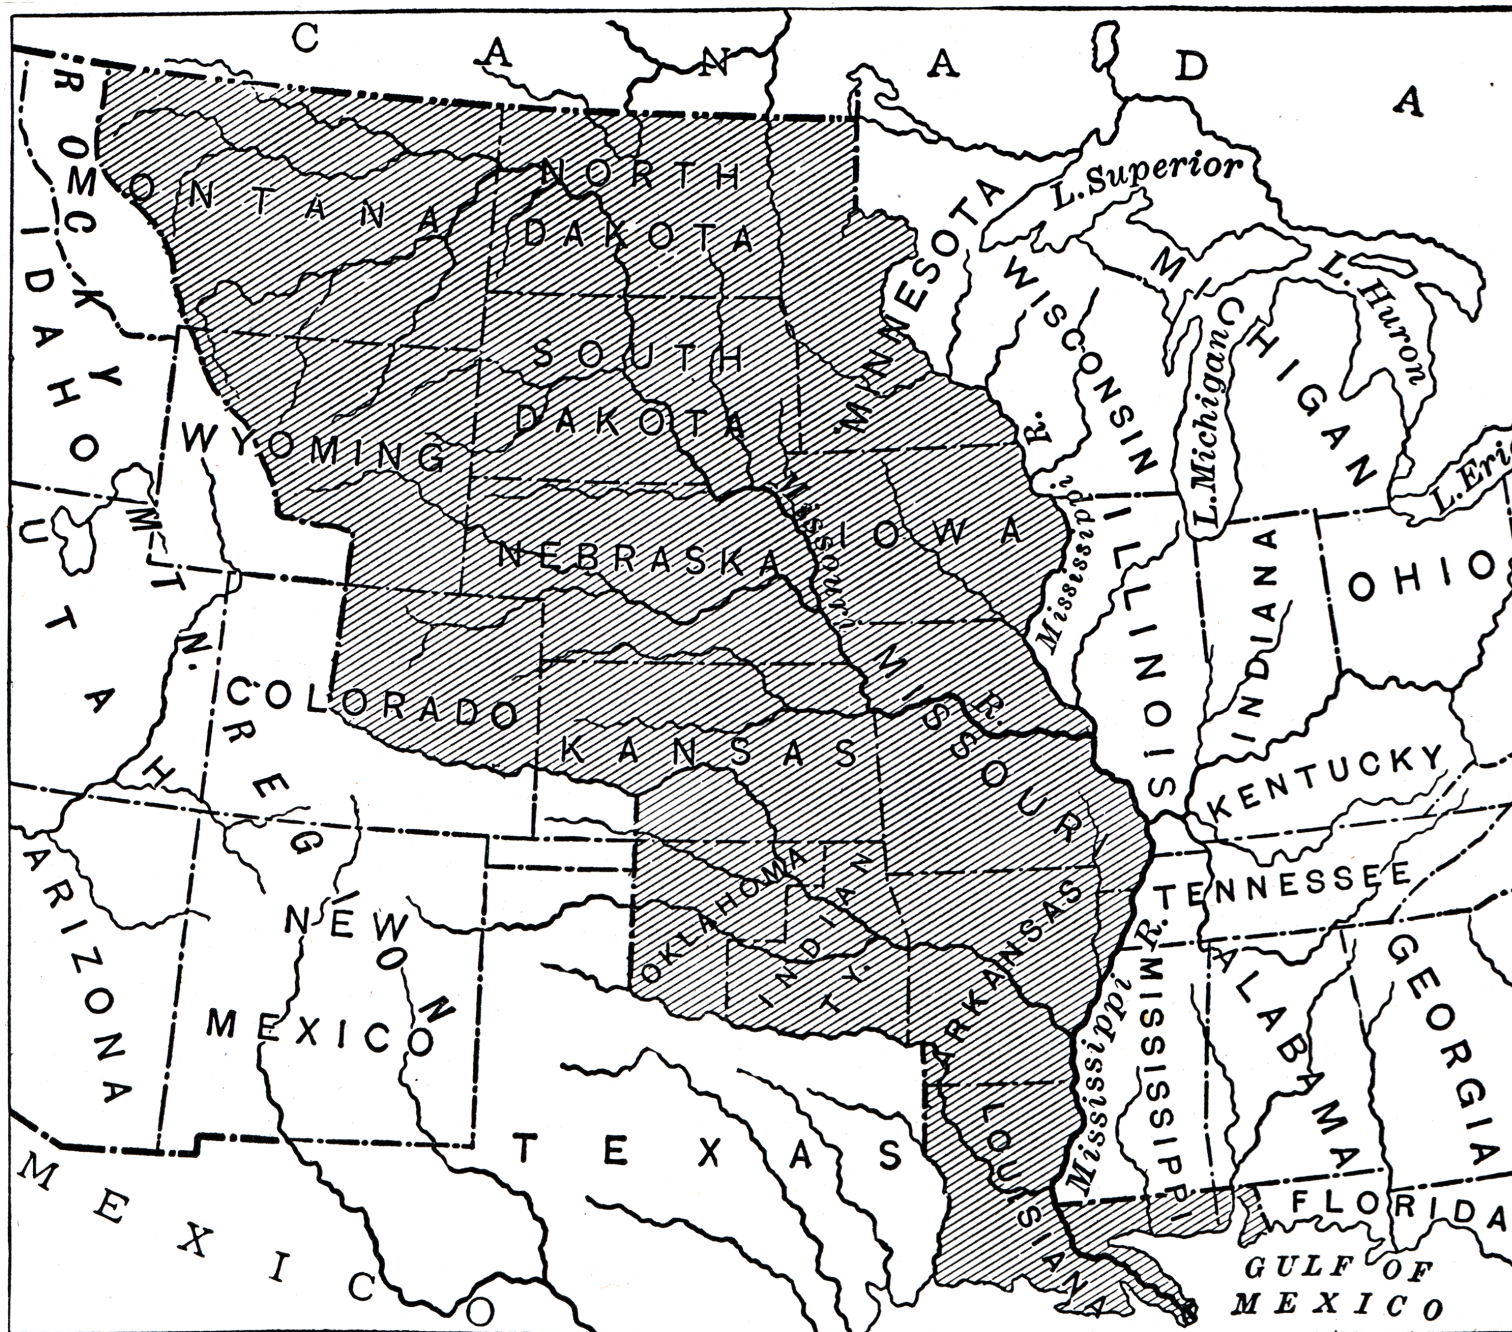 CANADA
ROCKY MT N. REGION
MONTANA
NORTH
DAKOTA
MINNESOTA
L. Superior
WISCONSIN
MICHIGAN
L. Huron
L. Michigan
L. Eri
IDAHO
WYOMING
SOUTH
DAKOTA
IOWA
NEBRASKA
Missouri R.
Mississippi R.
ILLINOIS
INDIANA
OHIO
UTAH
COLORADO
KANSAS
MISSOURI
KENTUCKY
TENNESSEE
ARIZONA
NEW
MEXICO
OKLAHOMA
INDIAN
TY.
ARKANSAS
Mississippi R.
MISSISSIPPI
ALABAMA
GEORGIA
TEXAS
LOUISIANA
FLORIDA
MEXICO
GULF OF
MEXICO